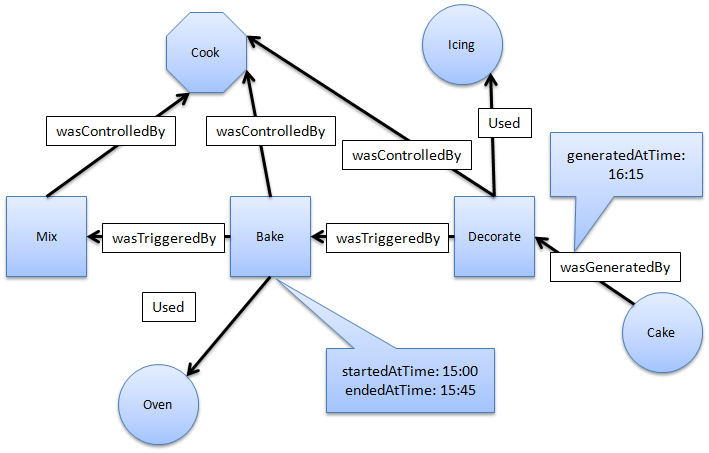 Cook
Icing
wasControlledBy
wasControlledBy
Used
wasControlledBy
generatedAtTime:
16:15
Mix
wasTriggeredBy
Bake
wasTriggeredBy
Decorate
wasGeneratedBy
Used
Cake
startedAtTime: 15:00
endedAtTime: 15:45
Oven